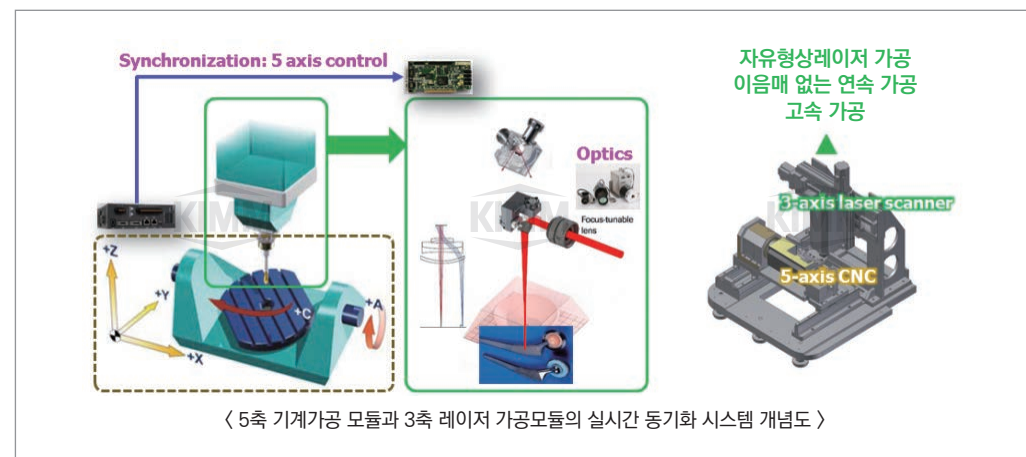 Synchronization: 5 axis control
Optics
Focus-tunable
lens
+Z
+Y
+X
+C
+A
KIMM
KIMM
KIMM
자유형상레이저 가공
이음매 없는 연속 가공
고속 가공
3-axis laser scanner
5-axis CNC
〈 5축 기계가공 모듈과 3축 레이저 가공모듈의 실시간 동기화 시스템 개념도 〉